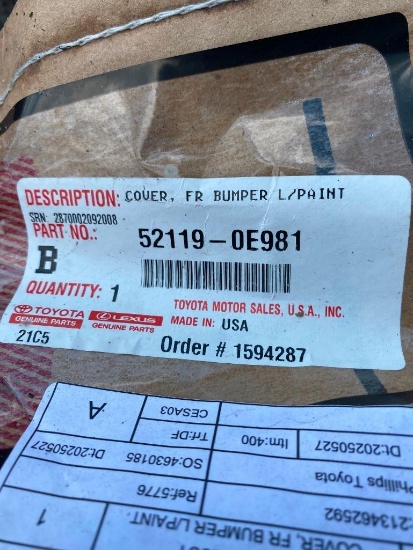 DESCRIPTION: COVER, FR BUMPER L/PAINT
SRN: 2870002092008
PART NO.: 52119-0E981
B
QUANTITY: 1
TOYOTA MOTOR SALES, U.S.A., INC.
TOYOTA GENUINE PARTS LEXUS GENUINE PARTS
MADE IN: USA
21C5
Order # 1594287
COVER, FR BUMPER L/PAINT.
1
:213462592
Ref:5776
Phillips Toyota
SO:4630185
Dt:20250527
Dt:20250527
Itm:400
Trf:DF
CESA03
A